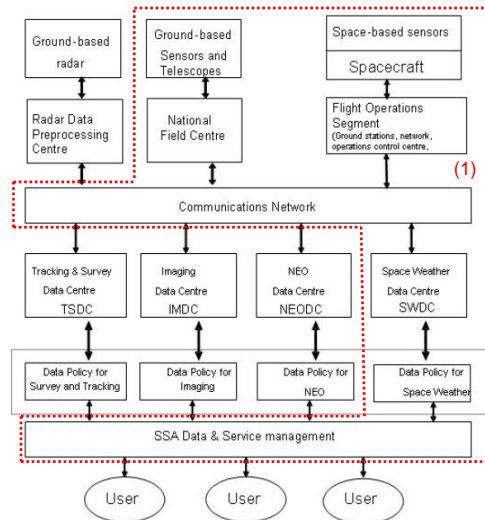 Ground-based
radar
Ground-based
Sensors and
Telescopes
Space-based sensors
Spacecraft
Radar Data
Preprocessing
Centre
National
Field Centre
Flight Operations
Segment
(Ground stations, network,
operations control centre,
(1)
Communications Network
Tracking & Survey
Data Centre
TSDC
Imaging
Data Centre
IMDC
NEO
Data Centre
NEODC
Space Weather
Data Centre
SWDC
Data Policy for
Survey and Tracking
Data Policy for
Imaging
Data Policy for
NEO
Data Policy for
Space Weather
SSA Data & Service management
User
User
User